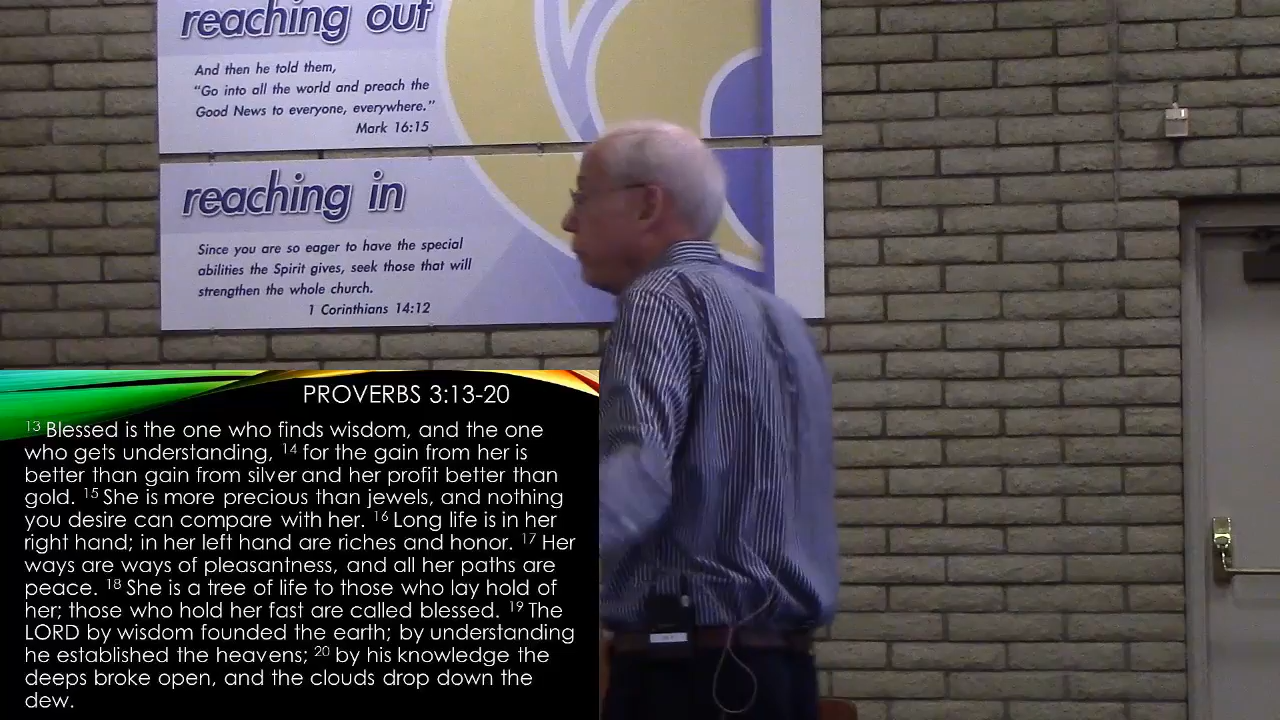 reaching out
And then he told them,
“Go into all the world and preach the
Good News to everyone, everywhere.”
Mark 16:15
reaching in
Since you are so eager to have the special
abilities the Spirit gives, seek those that will
strengthen the whole church.
1 Corinthians 14:12
PROVERBS 3:13-20
13 Blessed is the one who finds wisdom, and the one
who gets understanding, 14 for the gain from her is
better than gain from silver and her profit better than
gold. 15 She is more precious than jewels, and nothing
you desire can compare with her. 16 Long life is in her
right hand; in her left hand are riches and honor. 17 Her
ways are ways of pleasantness, and all her paths are
peace. 18 She is a tree of life to those who lay hold of
her; those who hold her fast are called blessed. 19 The
LORD by wisdom founded the earth; by understanding
he established the heavens; 20 by his knowledge the
deeps broke open, and the clouds drop down the
dew.